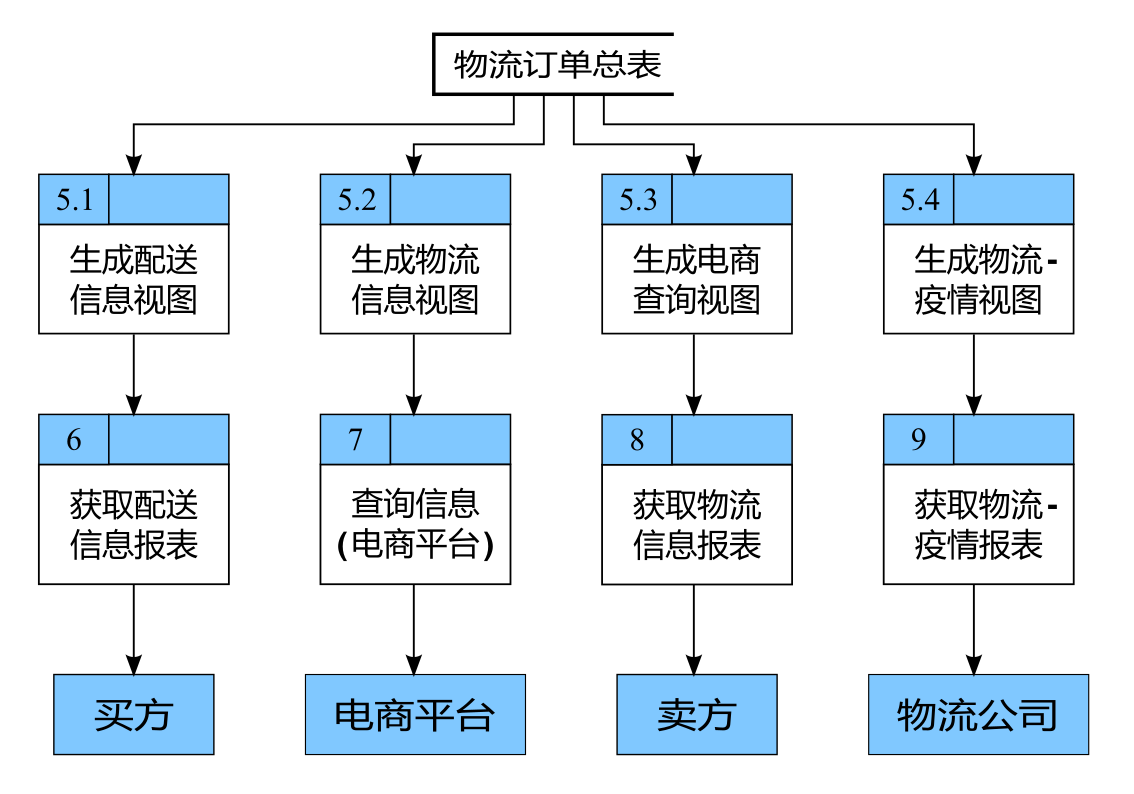 物流订单总表
5.1
生成配送
信息视图
5.2
生成物流
信息视图
5.3
生成电商
查询视图
5.4
生成物流-
疫情视图
6
获取配送
信息报表
7
查询信息
(电商平台)
8
获取物流
信息报表
9
获取物流-
疫情报表
买方
电商平台
卖方
物流公司